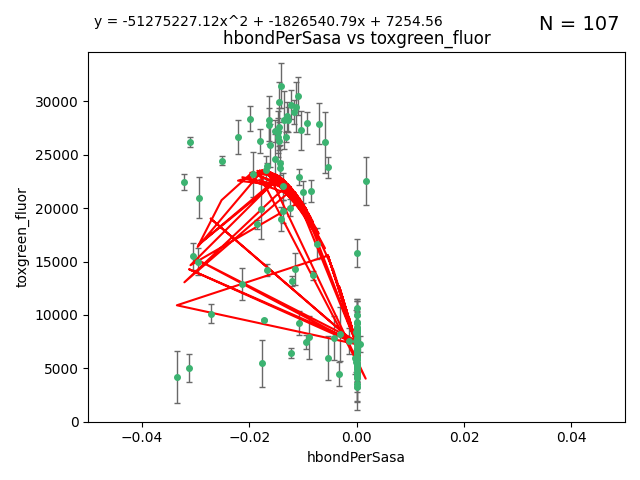 y = -51275227.12x^2 + -1826540.79x + 7254.56
N = 107
hbondPerSasa vs toxgreen_fluor
30000
25000
20000
15000
10000
5000
0
toxgreen_fluor
−0.04
−0.02
0.00
0.02
0.04
hbondPerSasa